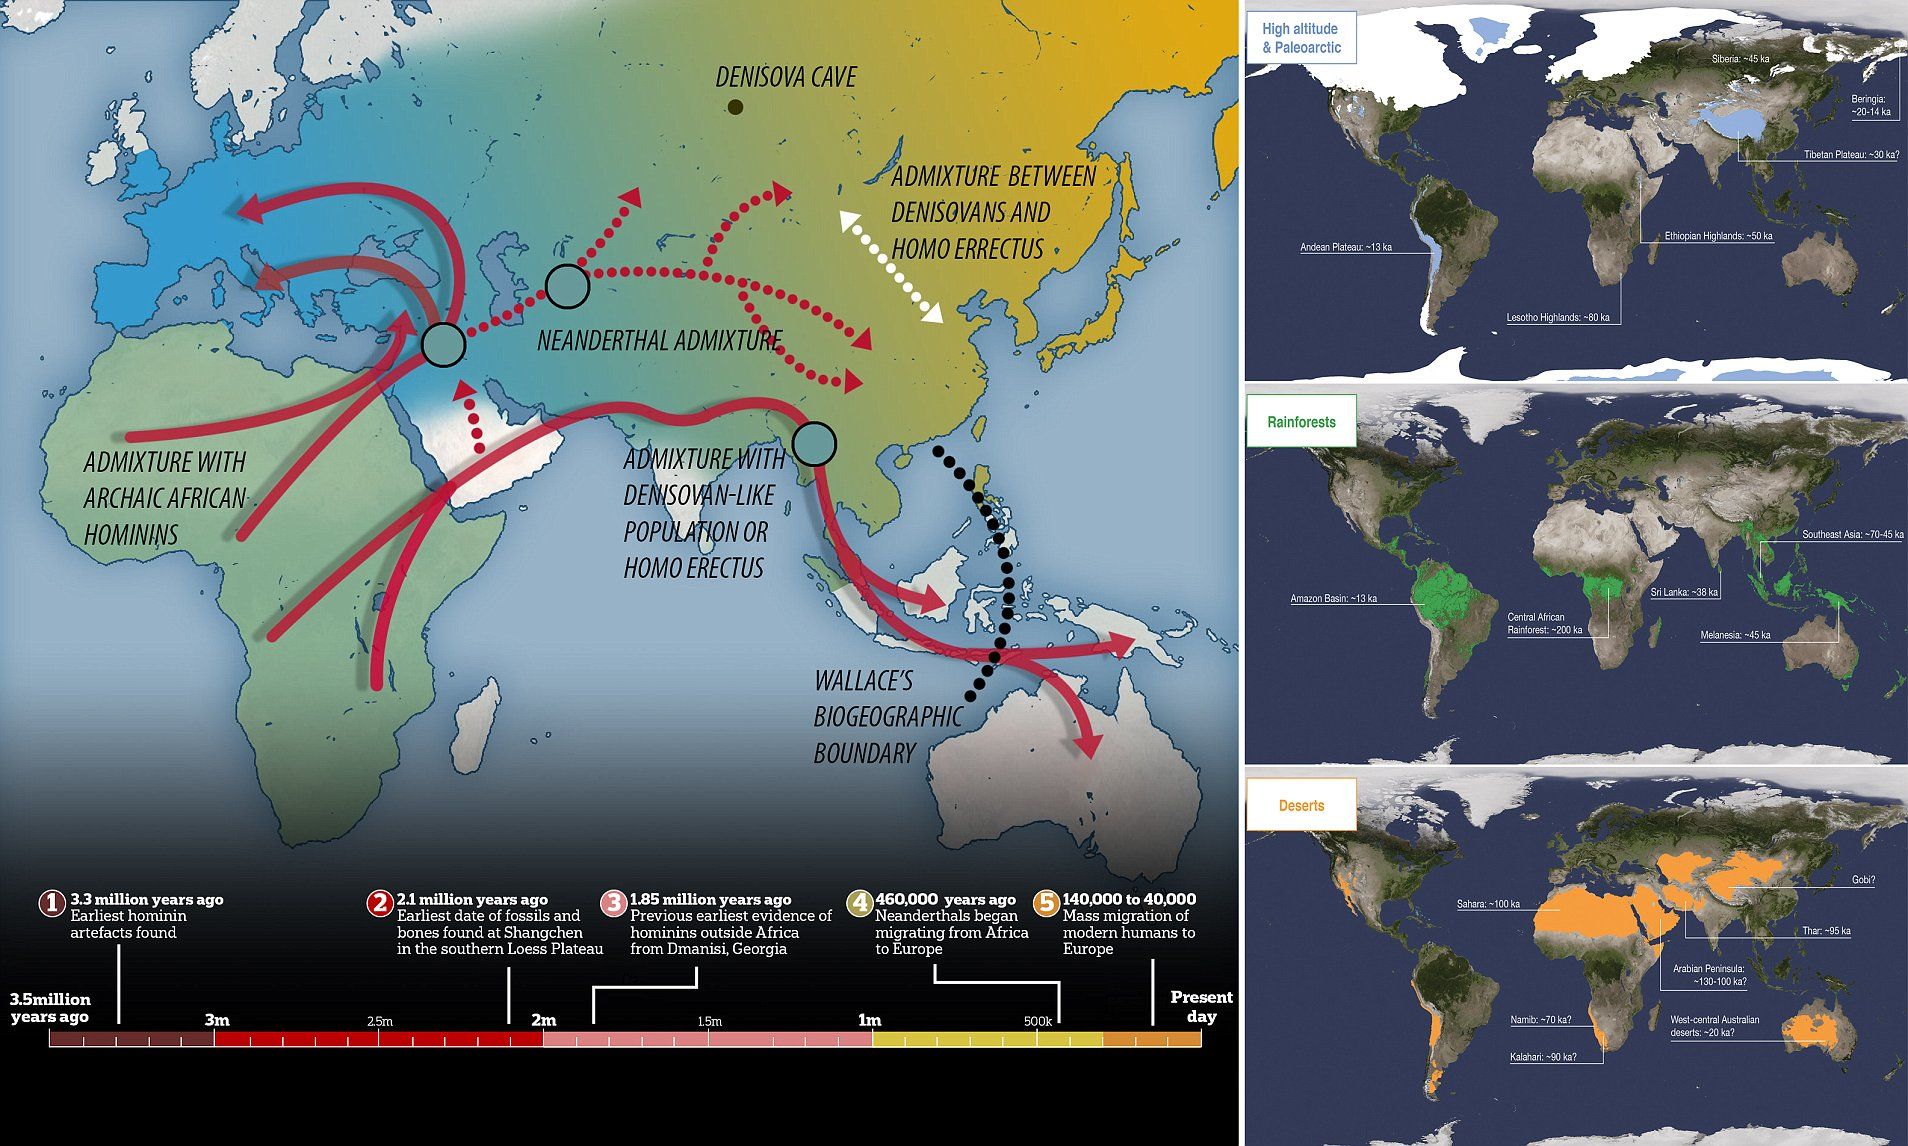 DENISOVA CAVE
ADMIXTURE BETWEEN
DENISOVANS AND
HOMO ERRECTUS
NEANDERTHAL ADMIXTURE
ADMIXTURE WITH
ARCHAIC AFRICAN
HOMININS
ADMIXTURE WITH
DENISOVAN-LIKE
POPULATION OR
HOMO ERECTUS
WALLACE'S
BIOGEOGRAPHIC
BOUNDARY
1 3.3 million years ago
Earliest hominin
artefacts found
2 2.1 million years ago
Earliest date of fossils and
bones found at Shangchen
in the southern Loess Plateau
3 1.85 million years ago
Previous earliest evidence of
hominins outside Africa
from Dmanisi, Georgia
4 460,000 years ago
Neanderthals began
migrating from Africa
to Europe
5 140,000 to 40,000
Mass migration of
modern humans to
Europe
3.5million
years ago
3m
2.5m
2m
1.5m
1m
500k
Present
day
High altitude
& Paleoarctic
Siberia: ~45 ka
Beringia:
~20-14 ka
Tibetan Plateau: ~30 ka?
Ethiopian Highlands: ~50 ka
Andean Plateau: ~13 ka
Lesotho Highlands: ~80 ka
Rainforests
Southeast Asia: ~70-45 ka
Sri Lanka: ~38 ka
Amazon Basin: ~13 ka
Central African
Rainforest: ~200 ka
Melanesia: ~45 ka
Deserts
Gobi?
Sahara: ~100 ka
Thar: ~95 ka
Arabian Peninsula:
~130-100 ka?
Namib: ~70 ka?
West-central Australian
deserts: ~20 ka?
Kalahari: ~90 ka?